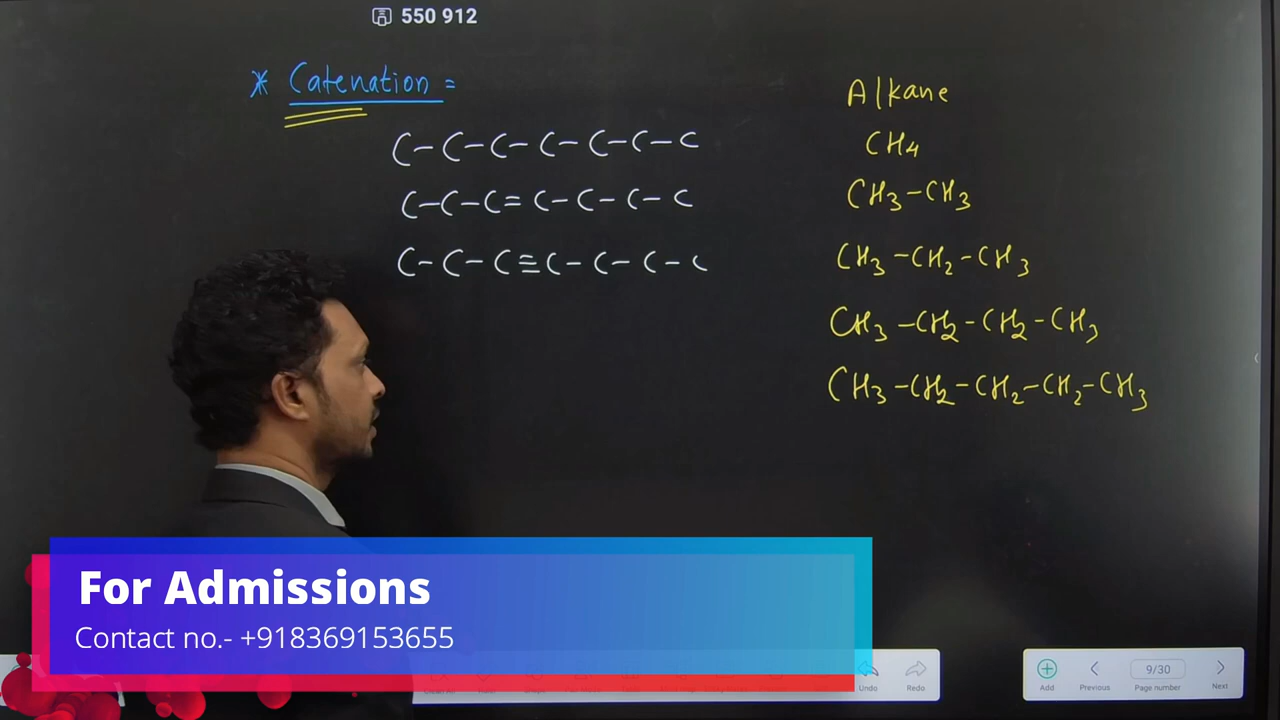 550 912
* Catenation =
C-C-C-C-C-C-C
C-C-C=C-C-C-C
C-C-C≡C-C-C-C
Alkane
CH4
CH3-CH3
CH3-CH2-CH3
CH3-CH2-CH2-CH3
CH3-CH2-CH2-CH2-CH3
For Admissions
Contact no.- +918369153655
Undo Redo
Add Previous 9/30 Page number Next